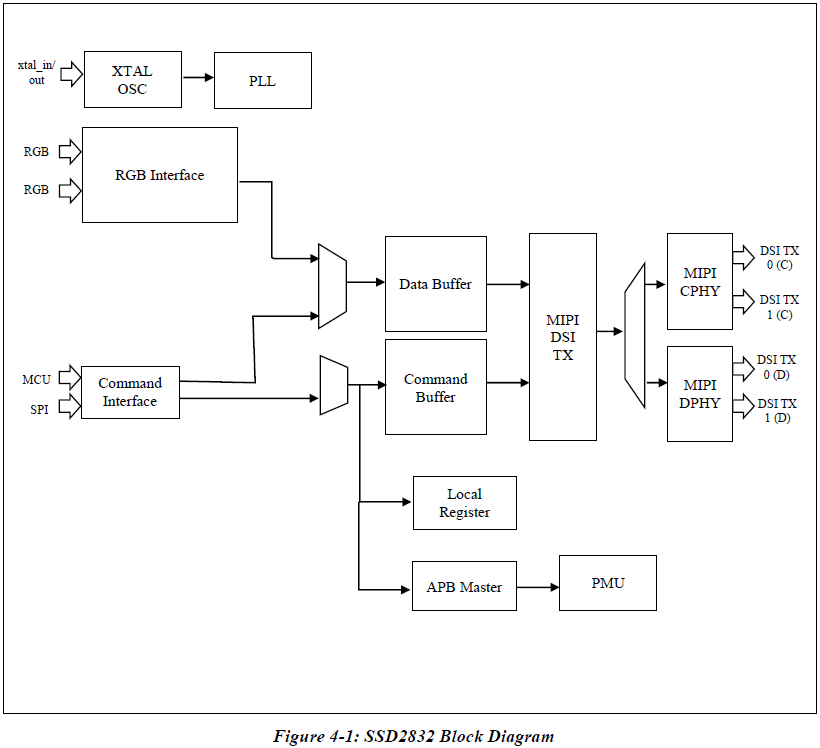 xtal_in/
out
XTAL
OSC
PLL
RGB
RGB
RGB Interface
Data Buffer
MIPI
DSI
TX
MIPI
CPHY
DSI TX
0 (C)
DSI TX
1 (C)
MCU
SPI
Command
Interface
Command
Buffer
MIPI
DPHY
DSI TX
0 (D)
DSI TX
1 (D)
Local
Register
APB Master
PMU
Figure 4-1: SSD2832 Block Diagram